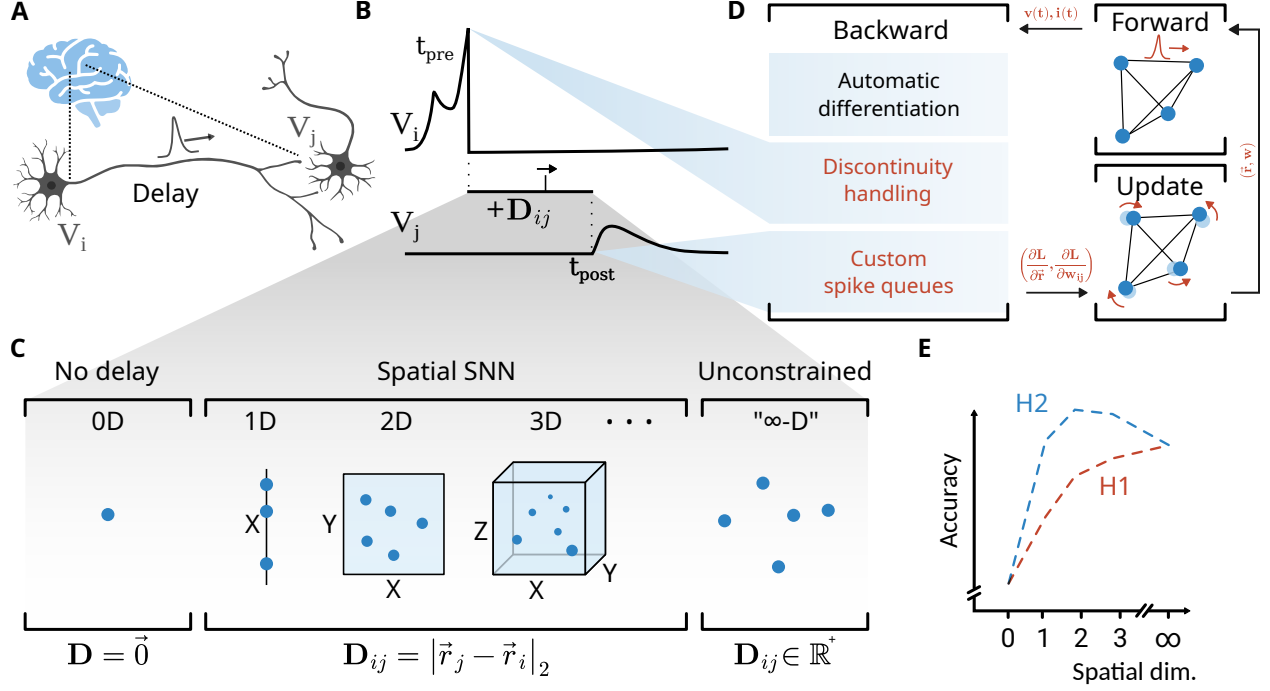 A
V_i
Delay
V_j
B
t_pre
V_i
+D_ij
V_j
t_post
D
Backward
Automatic
differentiation
Discontinuity
handling
Custom
spike queues
v(t), i(t)
Forward
(r⃗, w)
Update
(∂L/∂r⃗, ∂L/∂w_ij)
C
No delay
Spatial SNN
Unconstrained
0D
1D
2D
3D
...
"∞-D"
X
Y
X
Z
X
Y
D = 0⃗
D_ij = |r⃗_j − r⃗_i|_2
D_ij ∈ ℝ^+
E
H2
H1
Accuracy
0 1 2 3 ∞
Spatial dim.